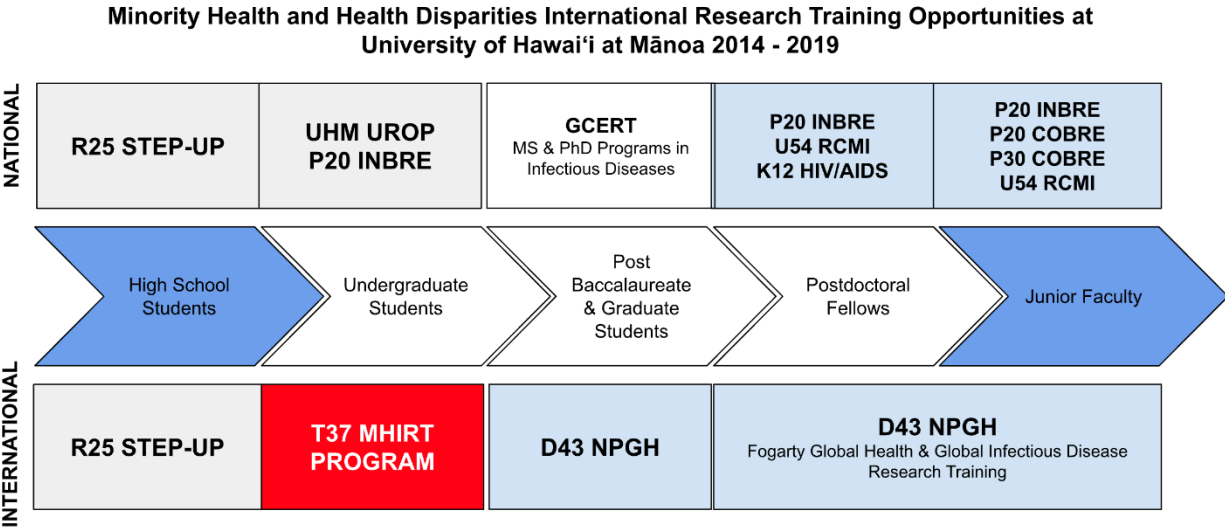 Minority Health and Health Disparities International Research Training Opportunities at
University of Hawai‘i at Mānoa 2014 - 2019
NATIONAL
R25 STEP-UP
UHM UROP
P20 INBRE
GCERT
MS & PhD Programs in
Infectious Diseases
P20 INBRE
U54 RCMI
K12 HIV/AIDS
P20 INBRE
P20 COBRE
P30 COBRE
U54 RCMI
High School
Students
Undergraduate
Students
Post
Baccalaureate
& Graduate
Students
Postdoctoral
Fellows
Junior Faculty
INTERNATIONAL
R25 STEP-UP
T37 MHIRT
PROGRAM
D43 NPGH
D43 NPGH
Fogarty Global Health & Global Infectious Disease
Research Training